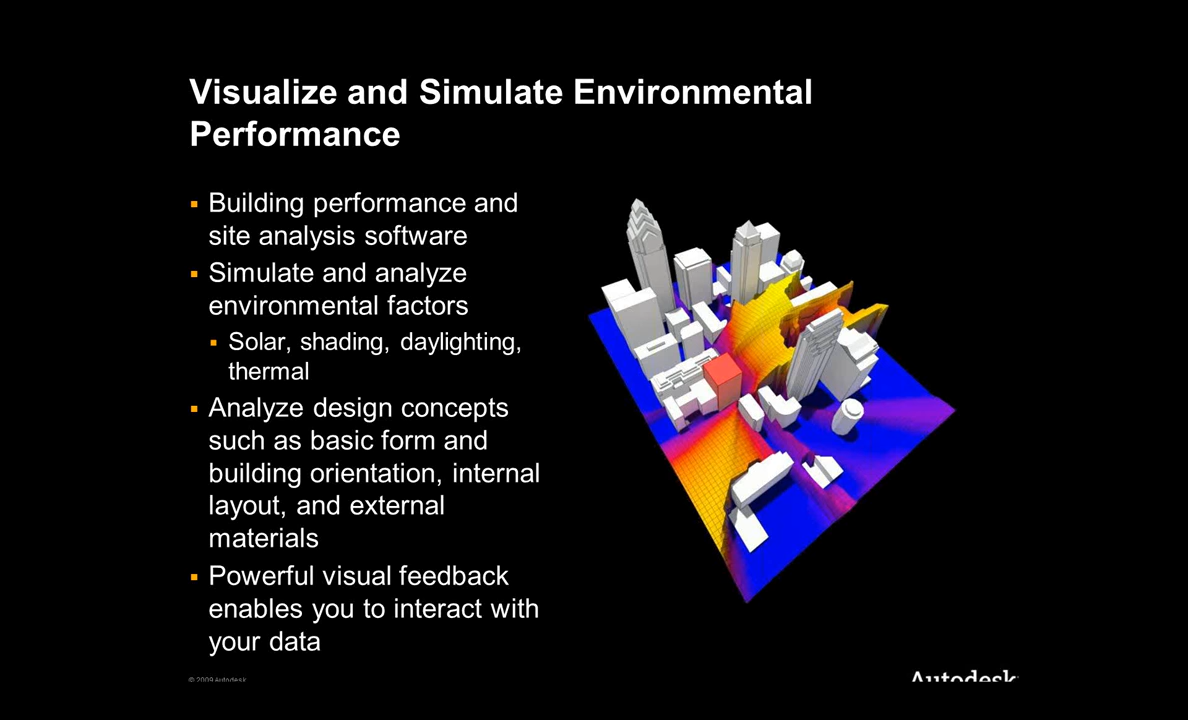 Visualize and Simulate Environmental
Performance
▪ Building performance and
site analysis software
▪ Simulate and analyze
environmental factors
▪ Solar, shading, daylighting,
thermal
▪ Analyze design concepts
such as basic form and
building orientation, internal
layout, and external
materials
▪ Powerful visual feedback
enables you to interact with
your data
© 2009 Autodesk
Autodesk